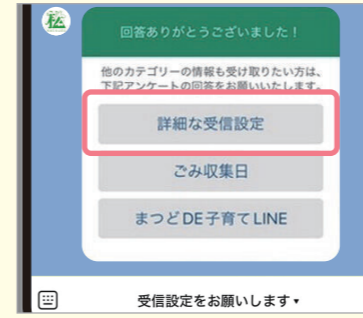 松
回答ありがとうございました！
他のカテゴリーの情報も受け取りたい方は、
下記アンケートの回答をお願いいたします。
詳細な受信設定
ごみ収集日
まつどDE子育てLINE
受信設定をお願いします▾